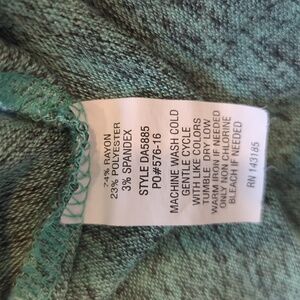 74% RAYON
23% POLYESTER
3% SPANDEX
STYLE DA5885
PO#576-16
MACHINE WASH COLD
GENTLE CYCLE
WITH LIKE COLORS
TUMBLE DRY LOW
WARM IRON IF NEEDED
ONLY NON CHLORINE
BLEACH IF NEEDED
RN 143185